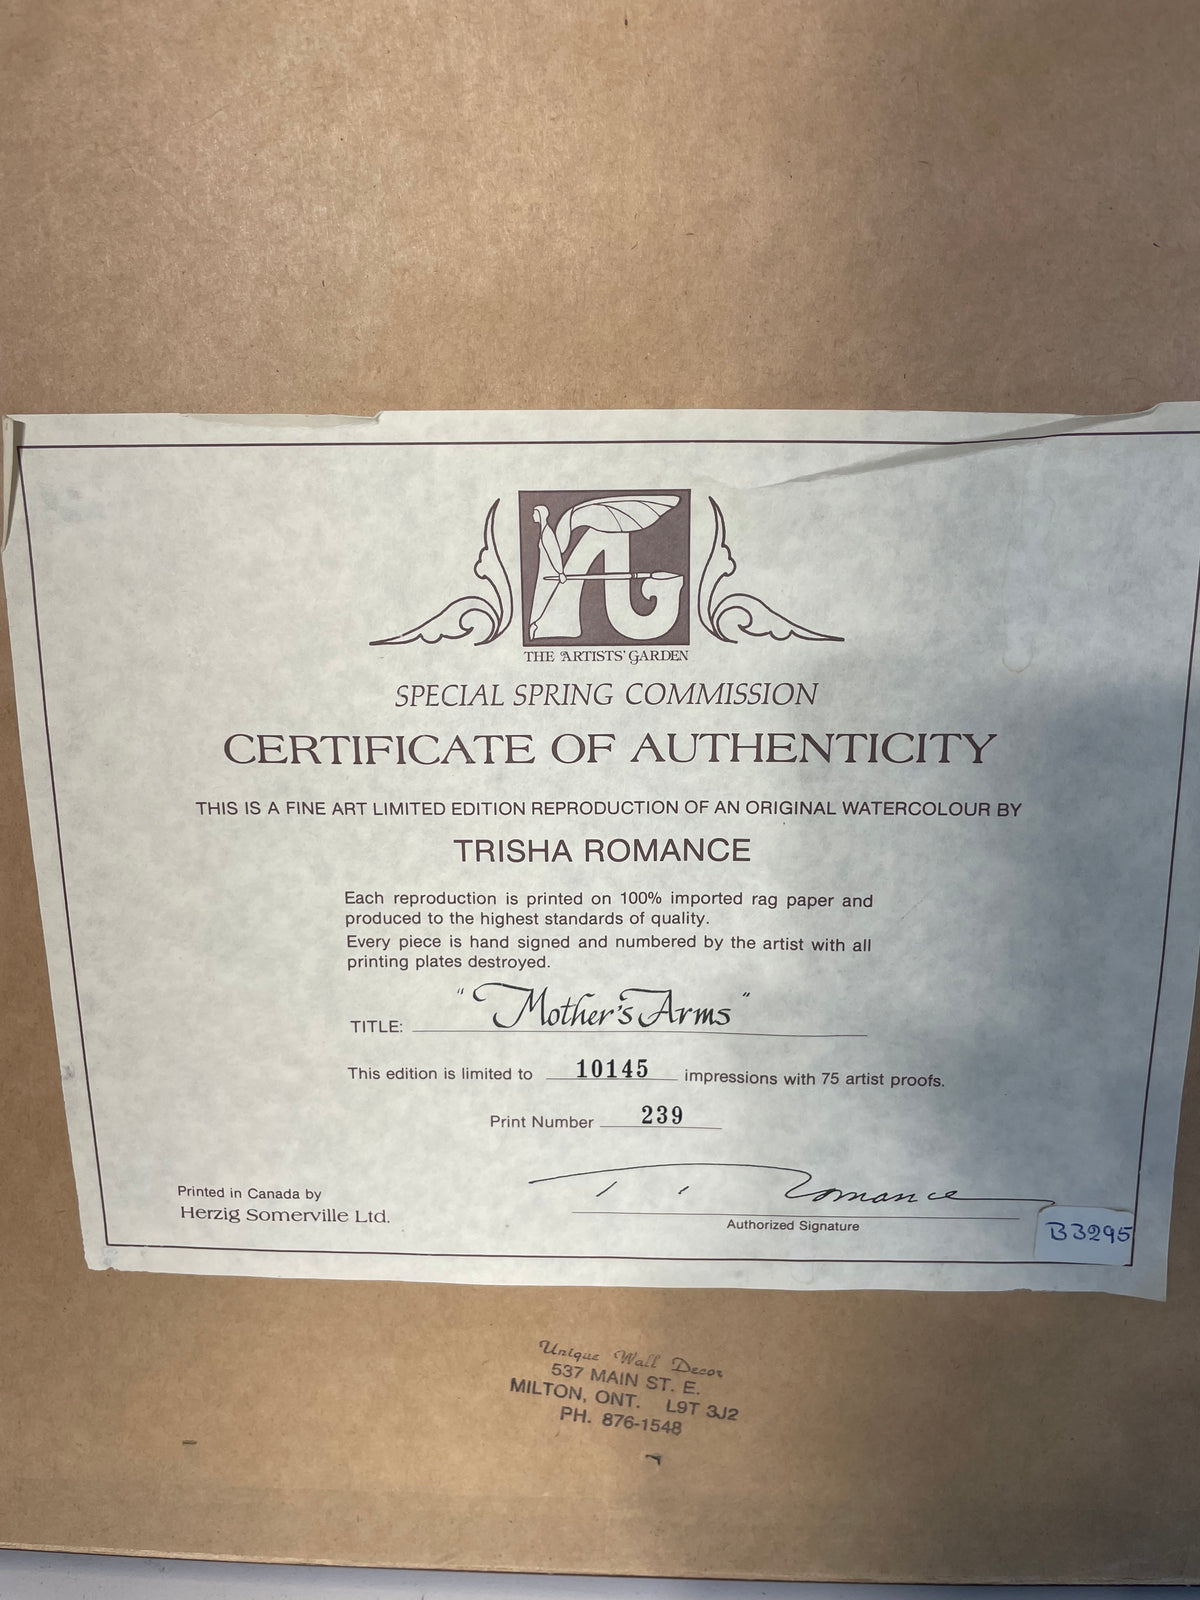 THE ARTISTS' GARDEN
SPECIAL SPRING COMMISSION
CERTIFICATE OF AUTHENTICITY
THIS IS A FINE ART LIMITED EDITION REPRODUCTION OF AN ORIGINAL WATERCOLOUR BY
TRISHA ROMANCE
Each reproduction is printed on 100% imported rag paper and
produced to the highest standards of quality.
Every piece is hand signed and numbered by the artist with all
printing plates destroyed.
TITLE: "Mother's Arms"
This edition is limited to 10145 impressions with 75 artist proofs.
Print Number 239
Printed in Canada by
Herzig Somerville Ltd.
T. Romance
Authorized Signature
B3295
Unique Wall Decor
537 MAIN ST. E.
MILTON, ONT. L9T 3J2
PH. 876-1548